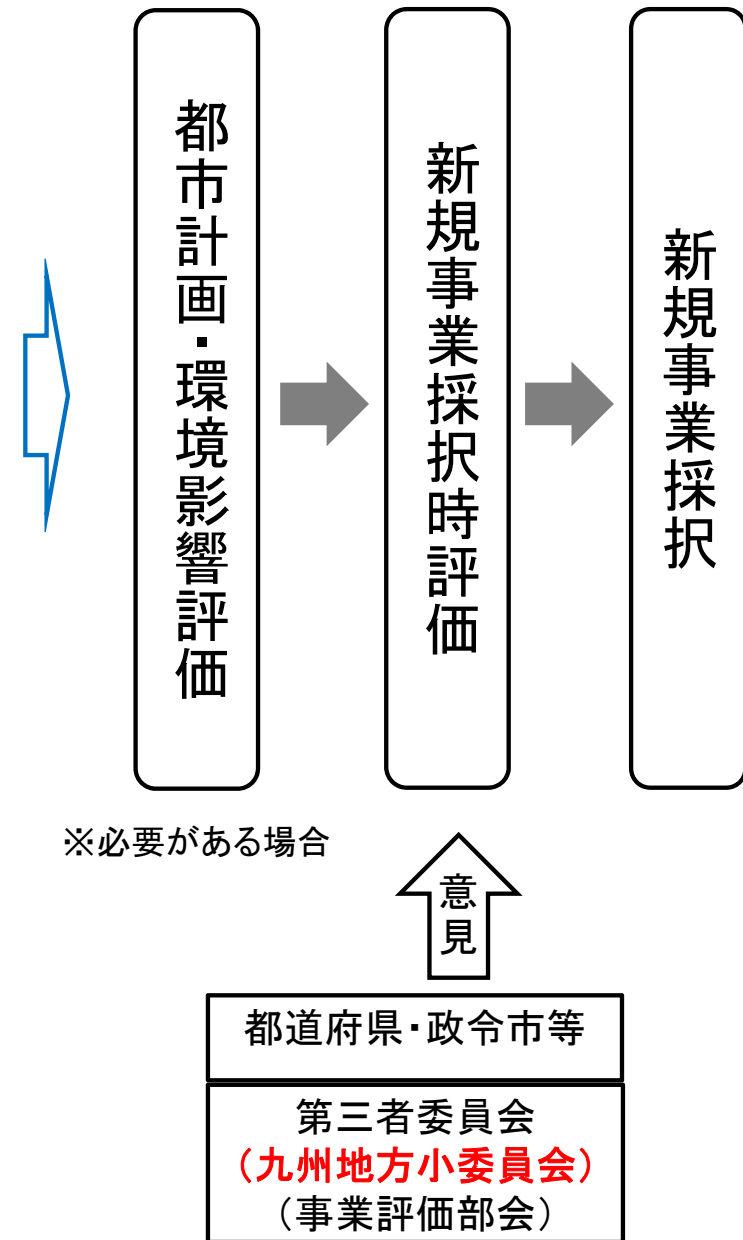 都市計画・環境影響評価
新規事業採択時評価
新規事業採択
※必要がある場合
意見
都道府県・政令市等
第三者委員会
（九州地方小委員会）
（事業評価部会）